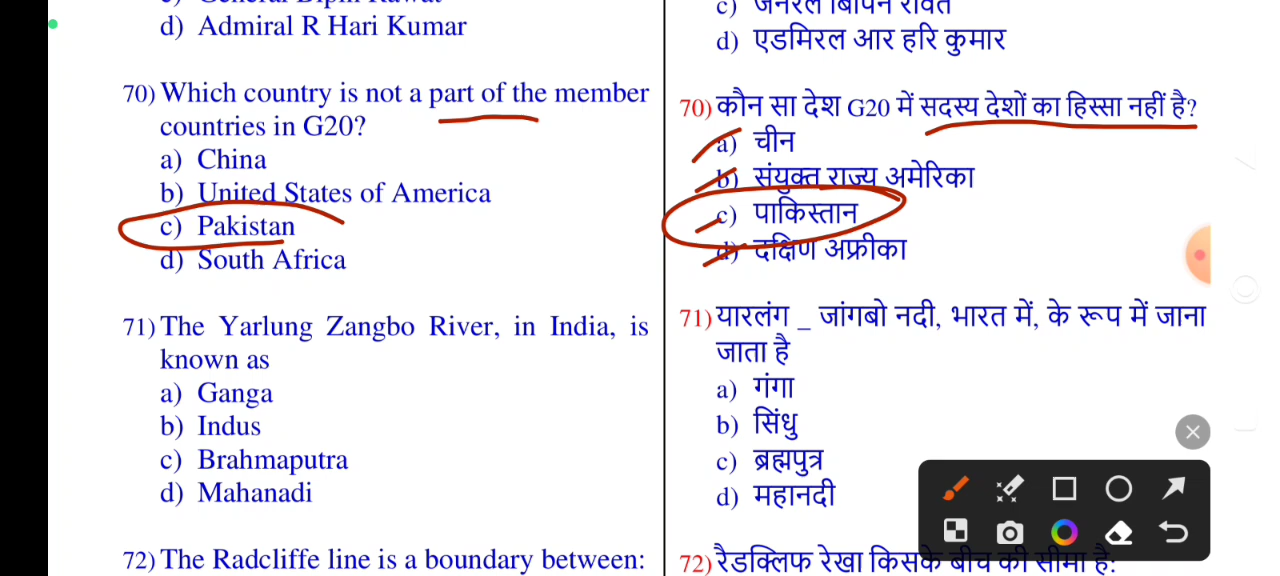 d) Admiral R Hari Kumar
70) Which country is not a part of the member
countries in G20?
a) China
b) United States of America
c) Pakistan
d) South Africa
71) The Yarlung Zangbo River, in India, is
known as
a) Ganga
b) Indus
c) Brahmaputra
d) Mahanadi
72) The Radcliffe line is a boundary between:
c) जनरल बिपिन रावत
d) एडमिरल आर हरि कुमार
70) कौन सा देश G20 में सदस्य देशों का हिस्सा नहीं है?
a) चीन
b) संयुक्त राज्य अमेरिका
c) पाकिस्तान
d) दक्षिण अफ्रीका
71) यारलंग _ जांगबो नदी, भारत में, के रूप में जाना
जाता है
a) गंगा
b) सिंधु
c) ब्रह्मपुत्र
d) महानदी
72) रैडक्लिफ रेखा किसके बीच की सीमा है: